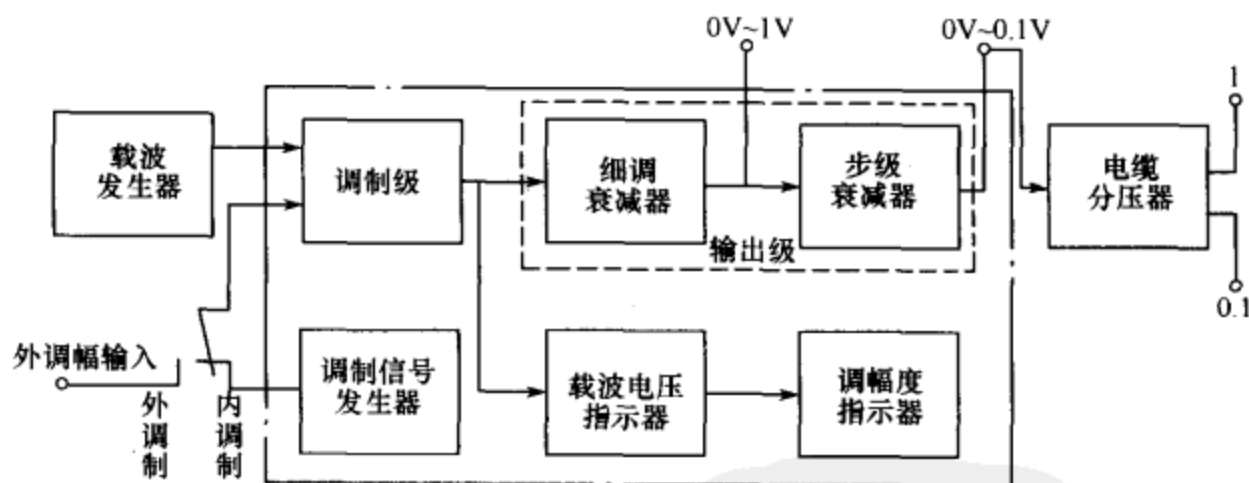 0V~1V
0V~0.1V
1
载波
发生器
调制级
细调
衰减器
步级
衰减器
电缆
分压器
输出级
0.1
外调幅输入
外调制
内调制
调制信号
发生器
载波电压
指示器
调幅度
指示器